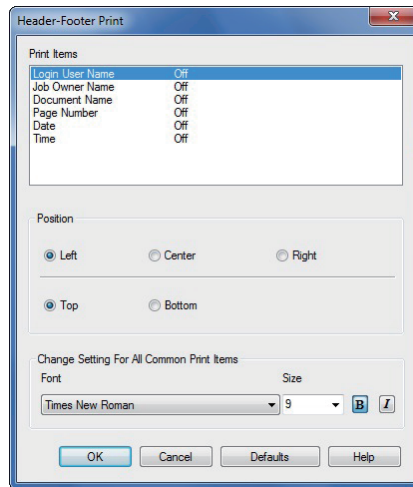 Header-Footer Print
Print Items
Login User Name Off
Job Owner Name Off
Document Name Off
Page Number Off
Date Off
Time Off
Position
Left Center Right
Top Bottom
Change Setting For All Common Print Items
Font Size
Times New Roman 9 B I
OK Cancel Defaults Help